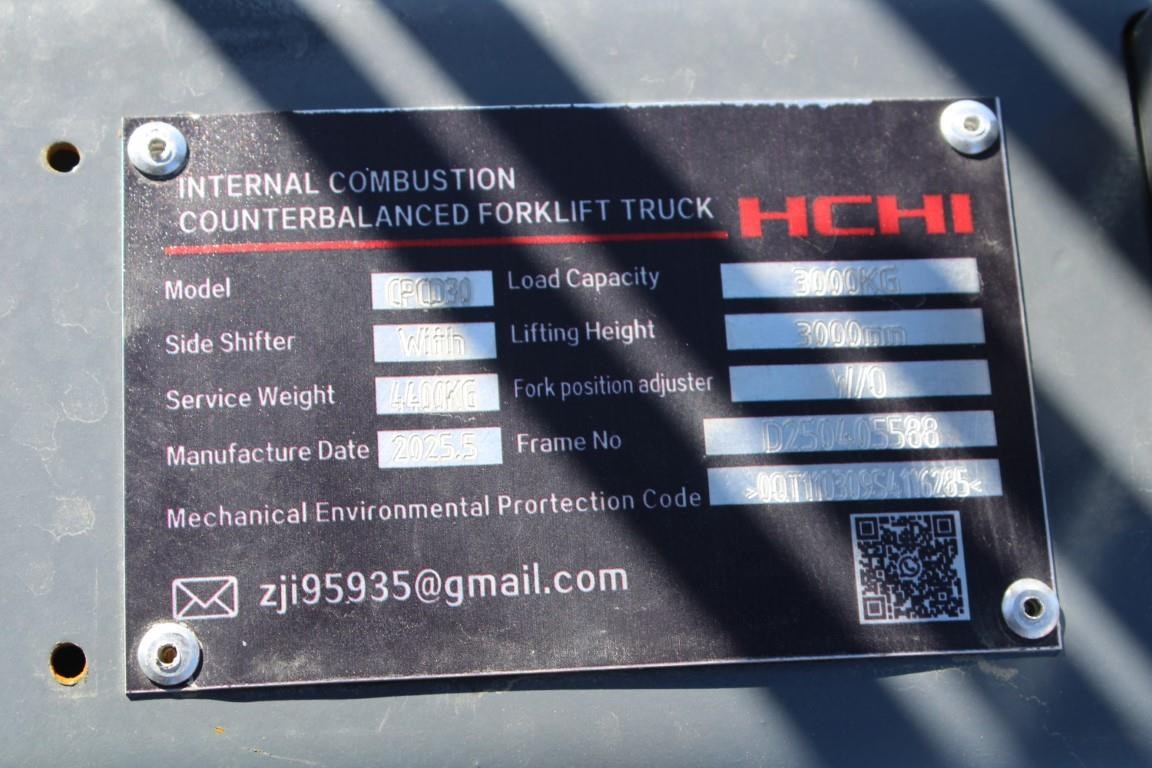 INTERNAL COMBUSTION
COUNTERBALANCED FORKLIFT TRUCK HCHI
Model CPCD30 Load Capacity 3000KG
Side Shifter With Lifting Height 3000mm
Service Weight 4400KG Fork position adjuster W/O
Manufacture Date 2025.5 Frame No D250405588
Mechanical Environmental Prortection Code
zji95935@gmail.com